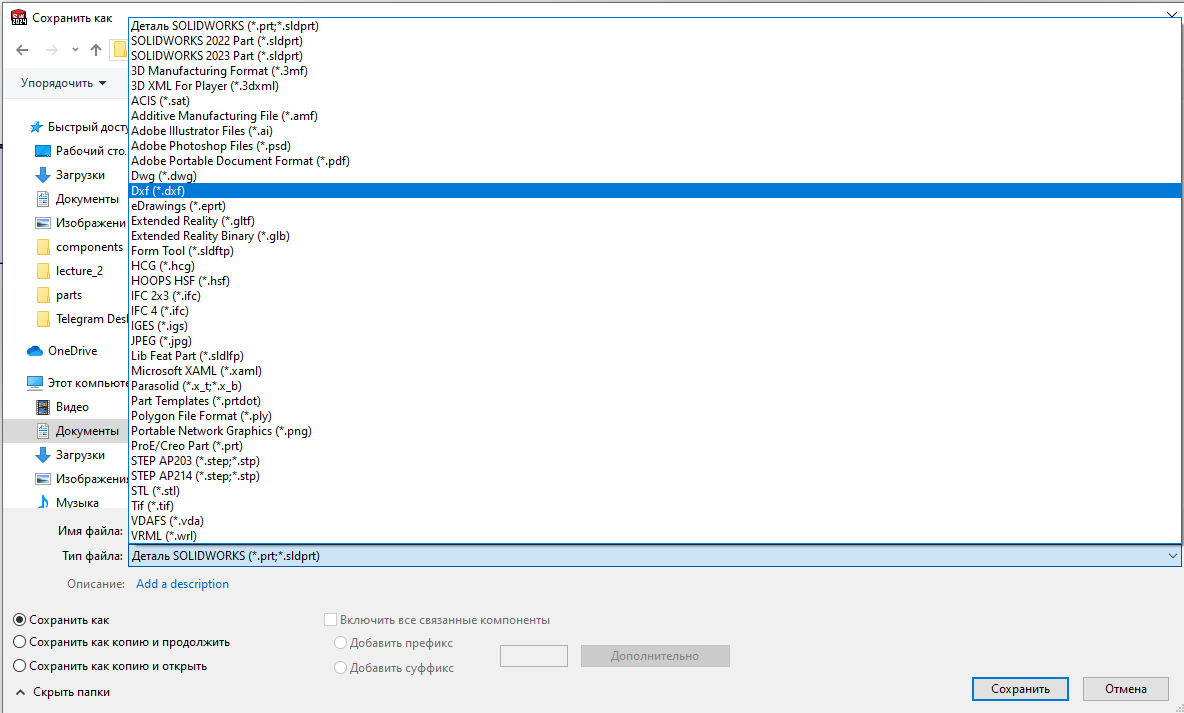 Сохранить как
Упорядочить
Быстрый досту
Рабочий сто
Загрузки
Документы
Изображени
components
lecture_2
parts
Telegram Desl
OneDrive
Этот компьюте
Видео
Документы
Загрузки
Изображения
Музыка
Деталь SOLIDWORKS (*.prt;*.sldprt)
SOLIDWORKS 2022 Part (*.sldprt)
SOLIDWORKS 2023 Part (*.sldprt)
3D Manufacturing Format (*.3mf)
3D XML For Player (*.3dxml)
ACIS (*.sat)
Additive Manufacturing File (*.amf)
Adobe Illustrator Files (*.ai)
Adobe Photoshop Files (*.psd)
Adobe Portable Document Format (*.pdf)
Dwg (*.dwg)
Dxf (*.dxf)
eDrawings (*.eprt)
Extended Reality (*.gltf)
Extended Reality Binary (*.glb)
Form Tool (*.sldftp)
HCG (*.hcg)
HOOPS HSF (*.hsf)
IFC 2x3 (*.ifc)
IFC 4 (*.ifc)
IGES (*.igs)
JPEG (*.jpg)
Lib Feat Part (*.sldlfp)
Microsoft XAML (*.xaml)
Parasolid (*.x_t;*.x_b)
Part Templates (*.prtdot)
Polygon File Format (*.ply)
Portable Network Graphics (*.png)
ProE/Creo Part (*.prt)
STEP AP203 (*.step;*.stp)
STEP AP214 (*.step;*.stp)
STL (*.stl)
Tif (*.tif)
VDAFS (*.vda)
VRML (*.wrl)
Имя файла:
Тип файла: Деталь SOLIDWORKS (*.prt;*.sldprt)
Описание: Add a description
Сохранить как
Сохранить как копию и продолжить
Сохранить как копию и открыть
Включить все связанные компоненты
Добавить префикс
Добавить суффикс
Дополнительно
Скрыть папки
Сохранить
Отмена